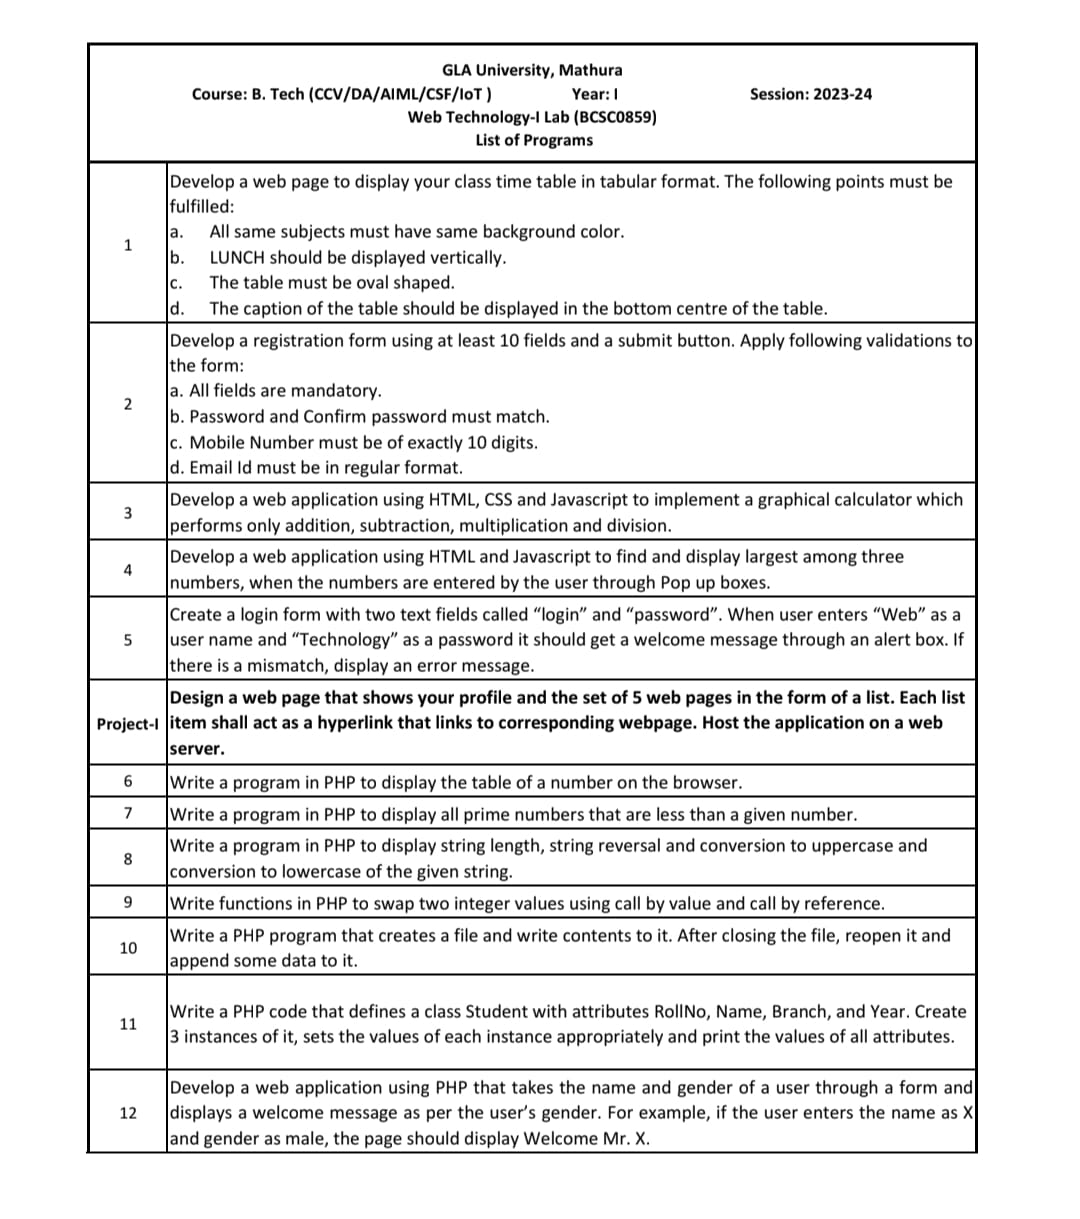 GLA University, Mathura
Course: B. Tech (CCV/DA/AIML/CSF/IoT ) Year: I Session: 2023-24
Web Technology-I Lab (BCSC0859)
List of Programs
1
Develop a web page to display your class time table in tabular format. The following points must be
fulfilled:
a. All same subjects must have same background color.
b. LUNCH should be displayed vertically.
c. The table must be oval shaped.
d. The caption of the table should be displayed in the bottom centre of the table.
2
Develop a registration form using at least 10 fields and a submit button. Apply following validations to
the form:
a. All fields are mandatory.
b. Password and Confirm password must match.
c. Mobile Number must be of exactly 10 digits.
d. Email Id must be in regular format.
3
Develop a web application using HTML, CSS and Javascript to implement a graphical calculator which
performs only addition, subtraction, multiplication and division.
4
Develop a web application using HTML and Javascript to find and display largest among three
numbers, when the numbers are entered by the user through Pop up boxes.
5
Create a login form with two text fields called “login” and “password”. When user enters “Web” as a
user name and “Technology” as a password it should get a welcome message through an alert box. If
there is a mismatch, display an error message.
Project-I
Design a web page that shows your profile and the set of 5 web pages in the form of a list. Each list
item shall act as a hyperlink that links to corresponding webpage. Host the application on a web
server.
6
Write a program in PHP to display the table of a number on the browser.
7
Write a program in PHP to display all prime numbers that are less than a given number.
8
Write a program in PHP to display string length, string reversal and conversion to uppercase and
conversion to lowercase of the given string.
9
Write functions in PHP to swap two integer values using call by value and call by reference.
10
Write a PHP program that creates a file and write contents to it. After closing the file, reopen it and
append some data to it.
11
Write a PHP code that defines a class Student with attributes RollNo, Name, Branch, and Year. Create
3 instances of it, sets the values of each instance appropriately and print the values of all attributes.
12
Develop a web application using PHP that takes the name and gender of a user through a form and
displays a welcome message as per the user’s gender. For example, if the user enters the name as X
and gender as male, the page should display Welcome Mr. X.